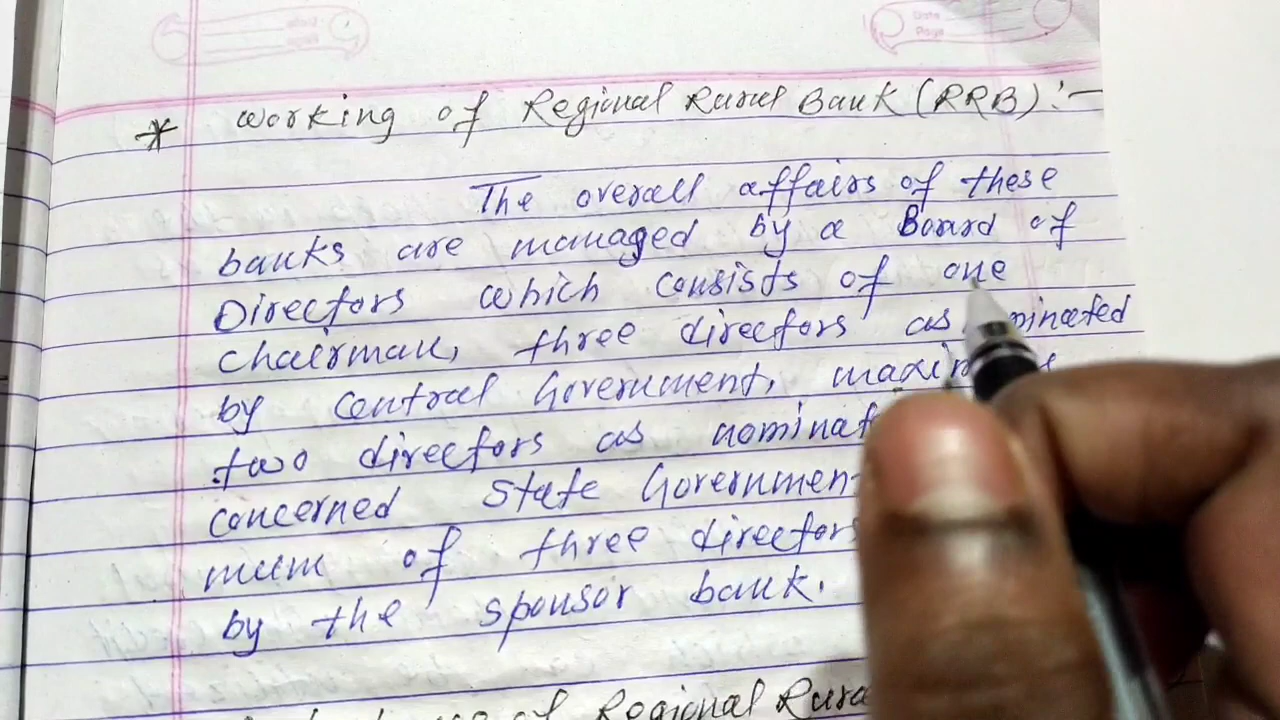 * Working of Regional Rural Bank (RRB) :-
The overall affairs of these
banks are managed by a Board of
Directors which consists of one
chairman, three directors as
by Central Government,
two directors as
concerned State
mum of three directors
by the sponsor bank.
of Regional